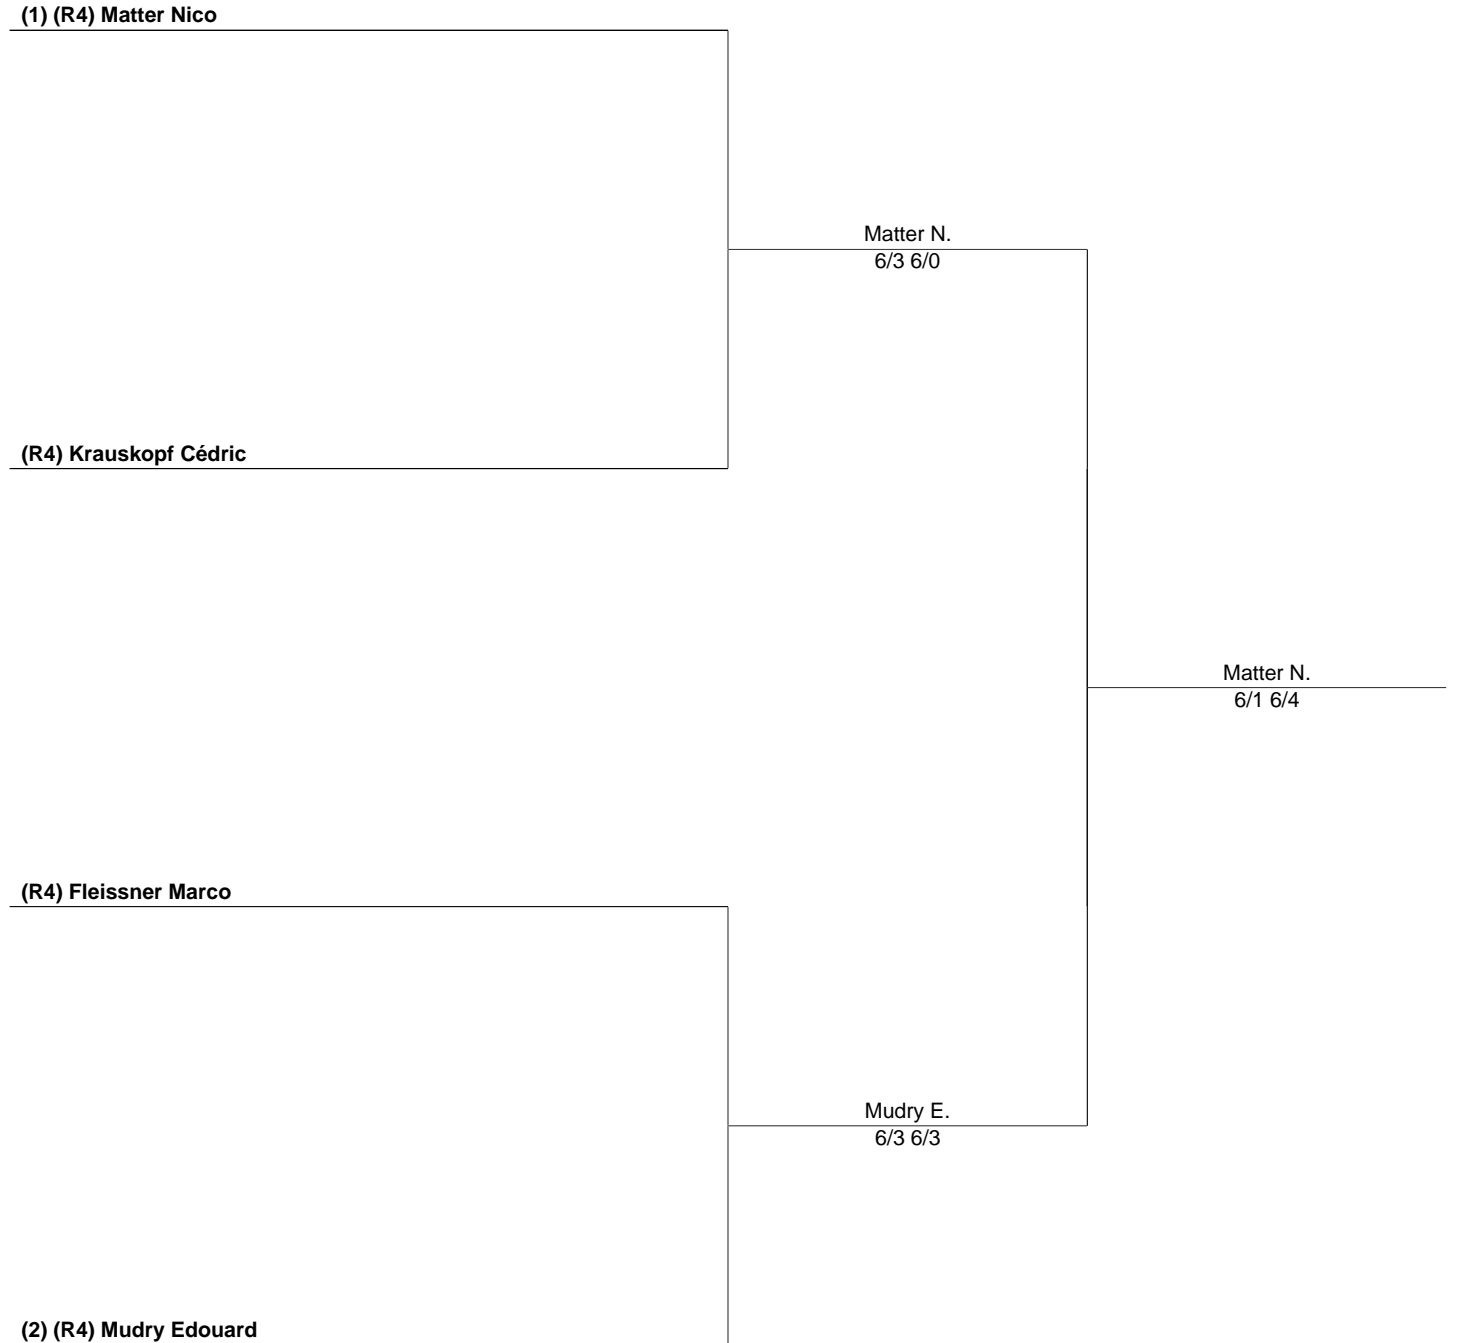 (1) (R4) Matter Nico
Matter N.
6/3 6/0
(R4) Krauskopf Cédric
Matter N.
6/1 6/4
(R4) Fleissner Marco
Mudry E.
6/3 6/3
(2) (R4) Mudry Edouard